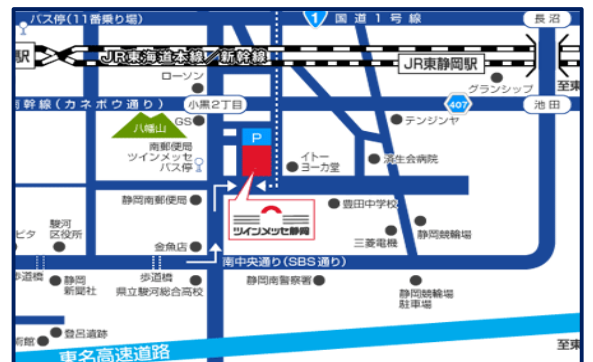 バス停(11番乗り場)
1
国道1号線
長沼
駅
JR東海道本線/新幹線
JR東静岡駅
ローソン
グランシップ
至東
幹線(カネボウ通り)
小黒2丁目
407
池田
GS
P
テンジンヤ
八幡山
南郵便局
ツインメッセ
バス停
イトー
ヨーカ堂
済生会病院
静岡南郵便局
豊田中学校
ツインメッセ静岡
静岡競輪場
三菱電機
駿河
区役所
ビタ
金魚店
南中央通り(SBS通り)
歩道橋
歩道橋
静岡
新聞社
県立駿河総合高校
静岡南警察署
静岡競輪場
駐車場
登呂遺跡
術館
東名高速道路
至東